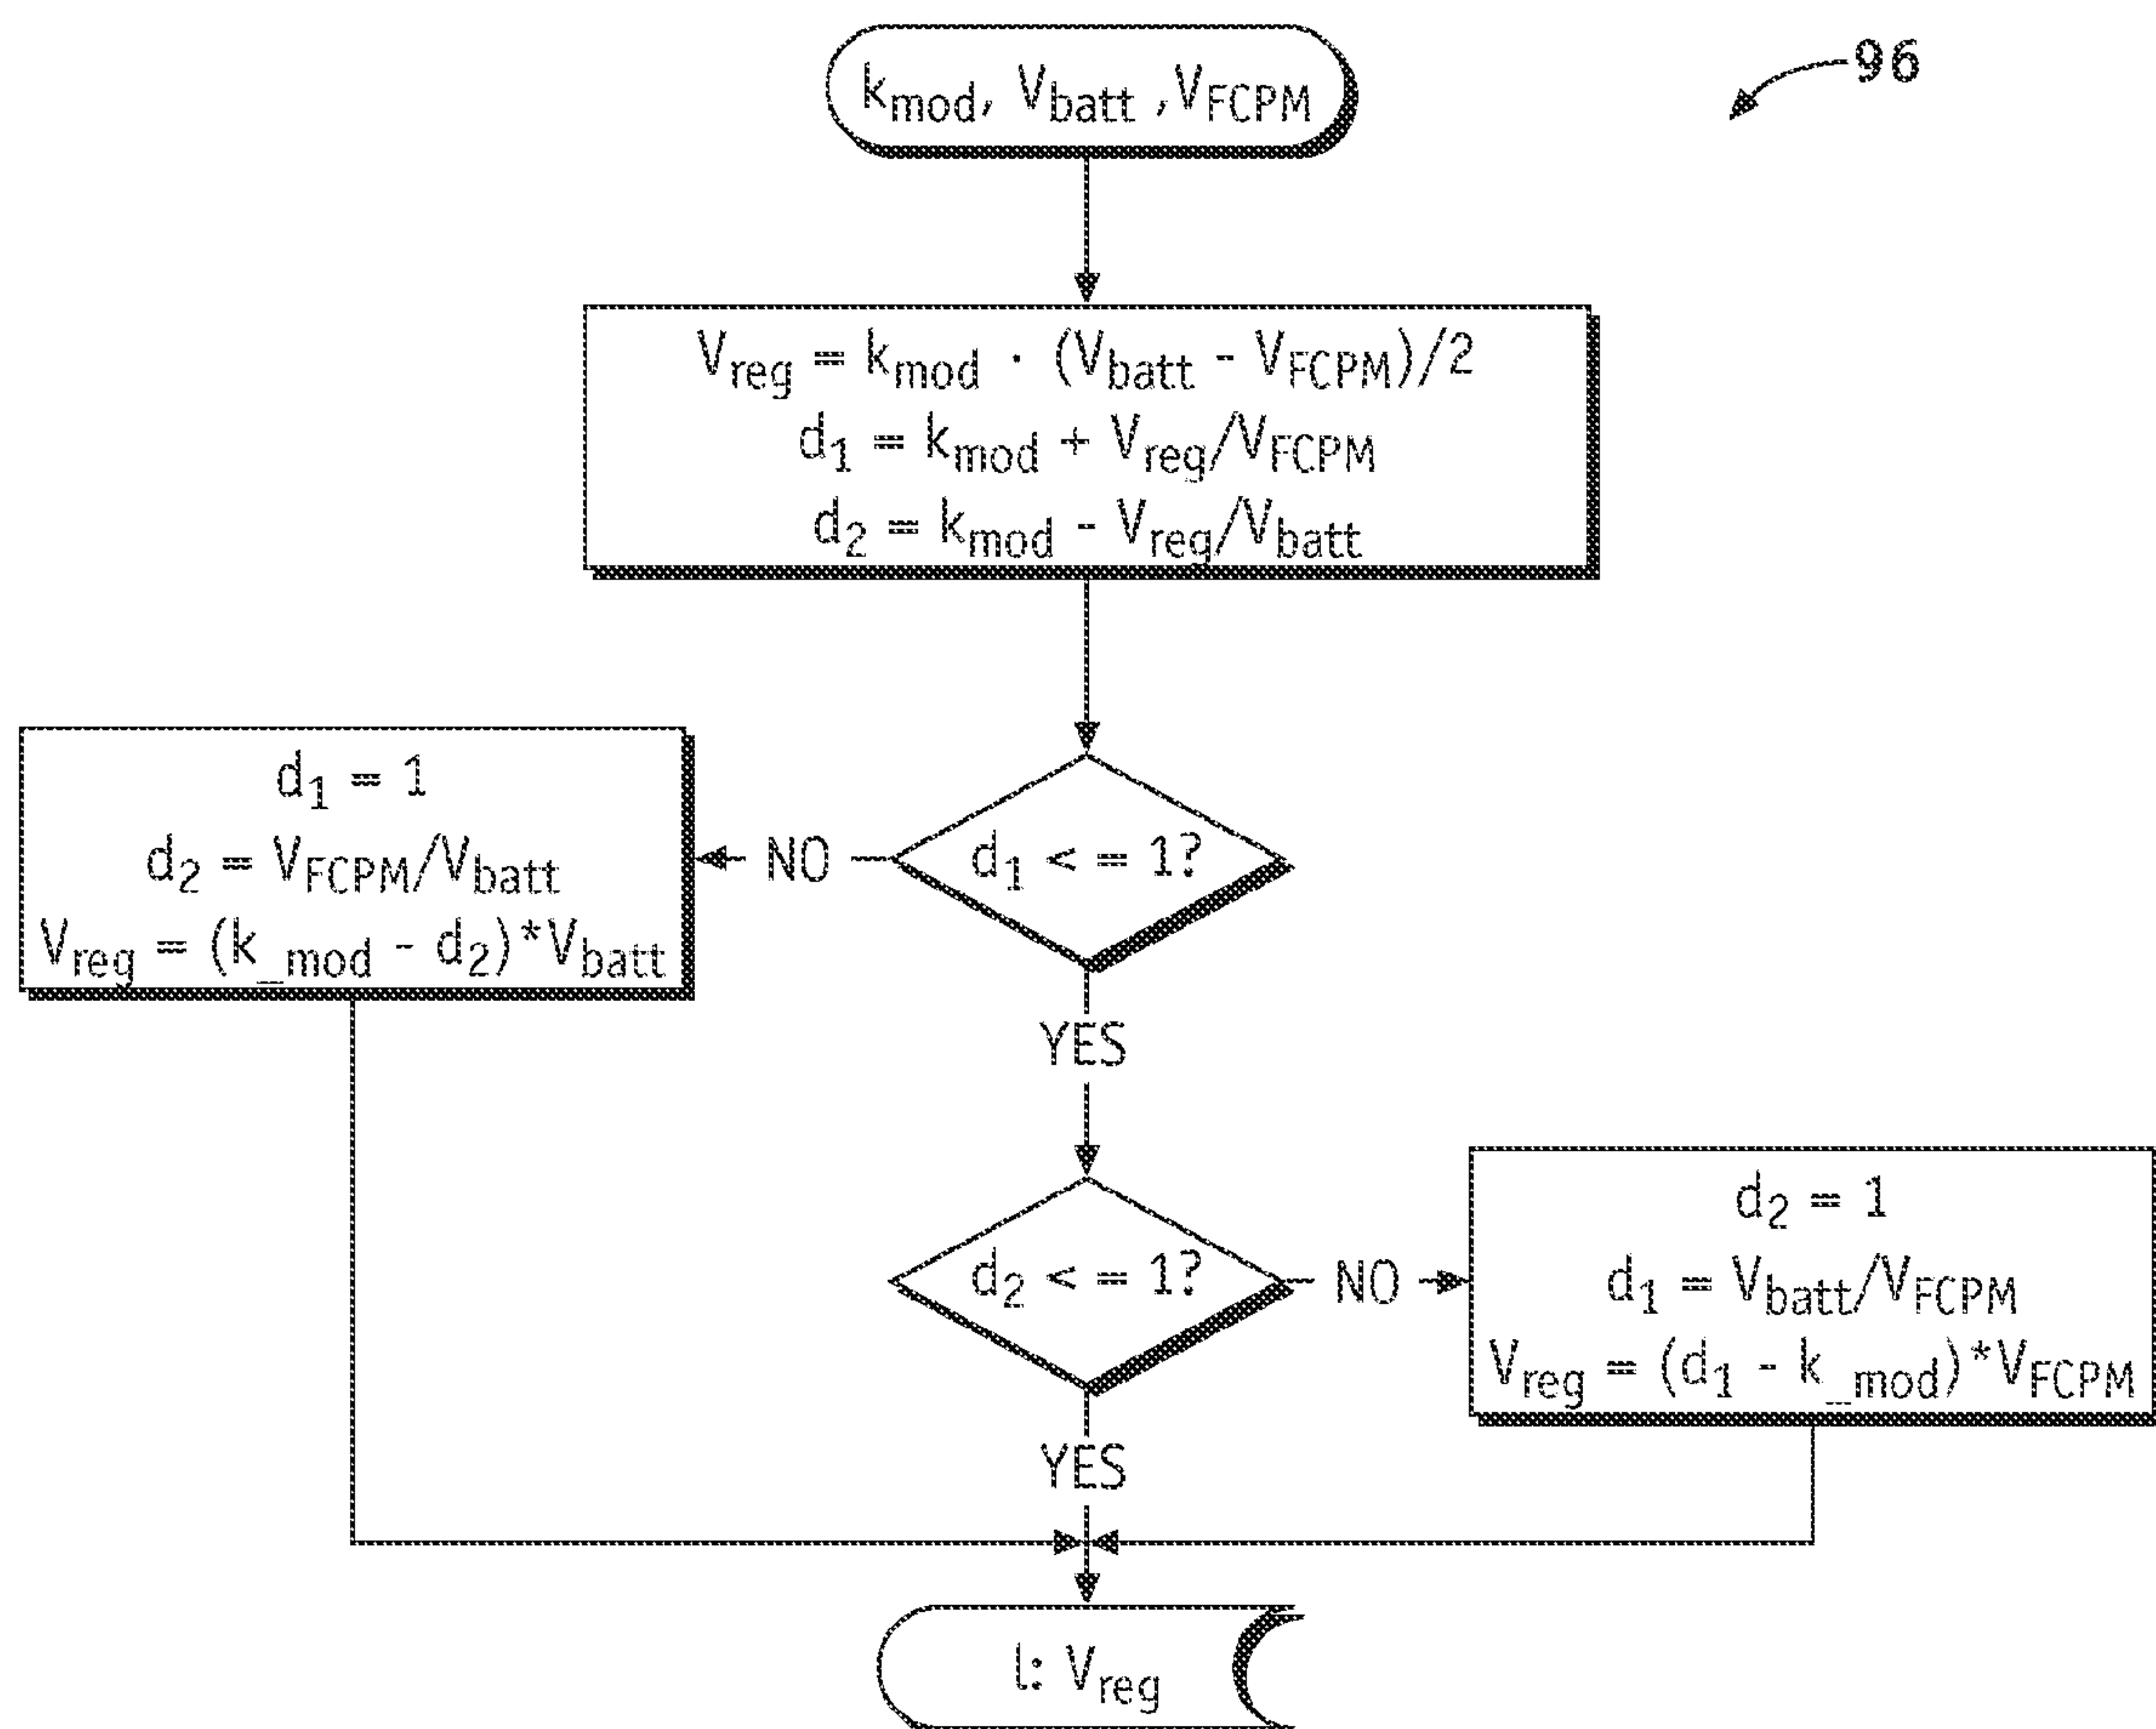 k_mod, V_batt ,V_FCPM
96
V_reg = k_mod · (V_batt - V_FCPM)/2
d_1 = k_mod + V_reg/V_FCPM
d_2 = k_mod - V_reg/V_batt
d_1 = 1
d_2 = V_FCPM/V_batt
V_reg = (k_mod - d_2)*V_batt
NO
d_1 < = 1?
YES
d_2 < = 1?
NO
d_2 = 1
d_1 = V_batt/V_FCPM
V_reg = (d_1 - k_mod)*V_FCPM
YES
l: V_reg